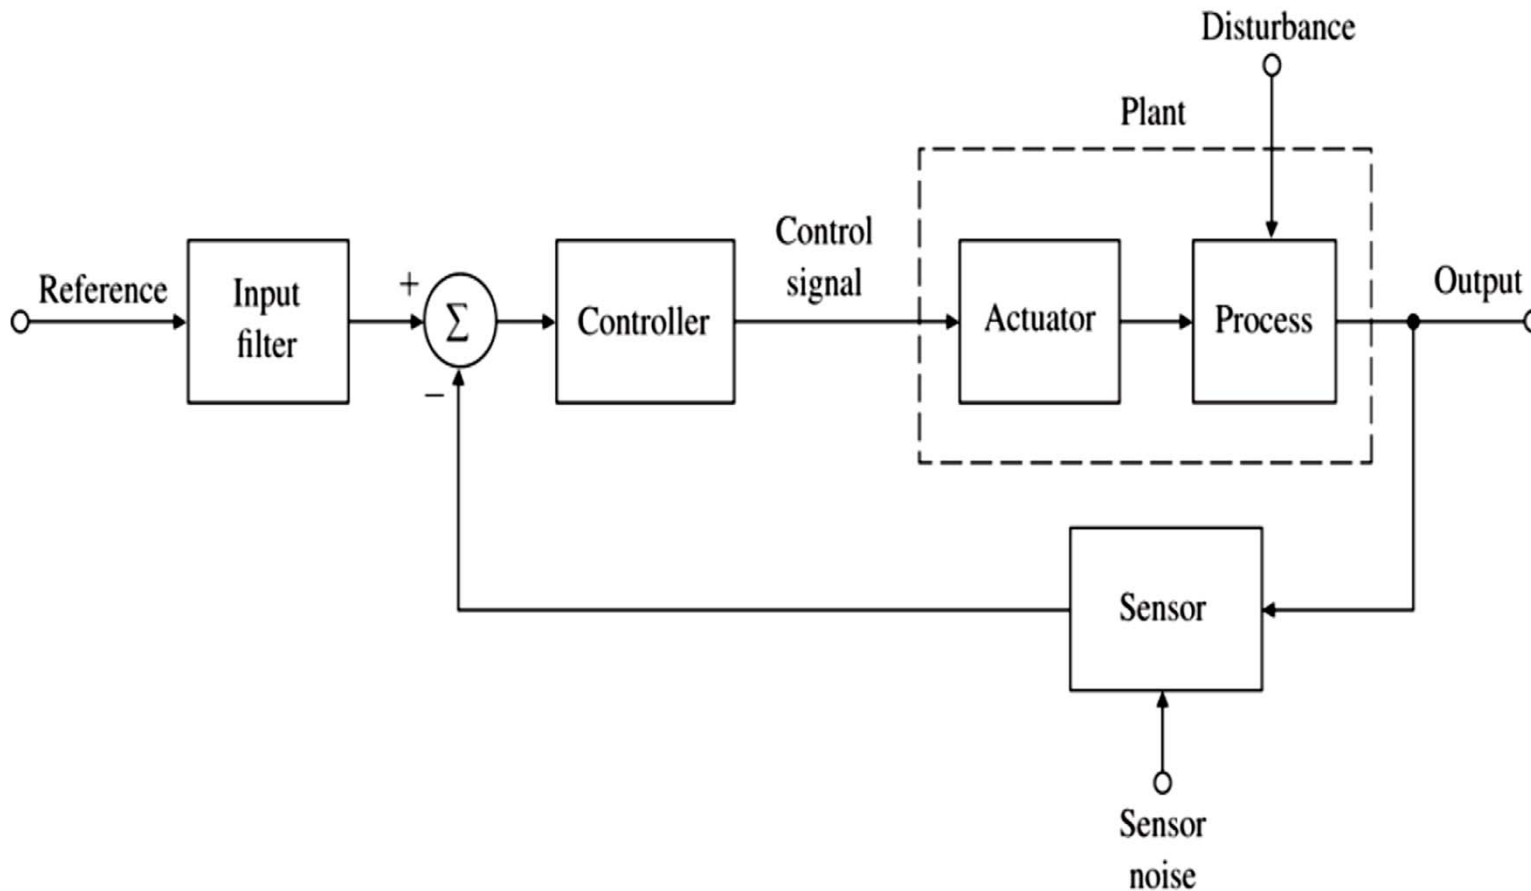 Disturbance
Plant
Control
signal
Reference
Input
filter
+
Σ
−
Controller
Actuator
Process
Output
Sensor
Sensor
noise